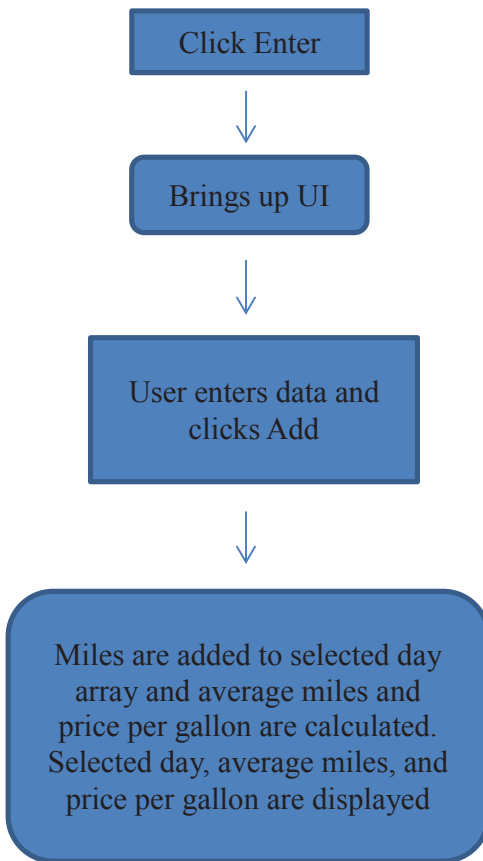 Click Enter
Brings up UI
User enters data and
clicks Add
Miles are added to selected day
array and average miles and
price per gallon are calculated.
Selected day, average miles, and
price per gallon are displayed